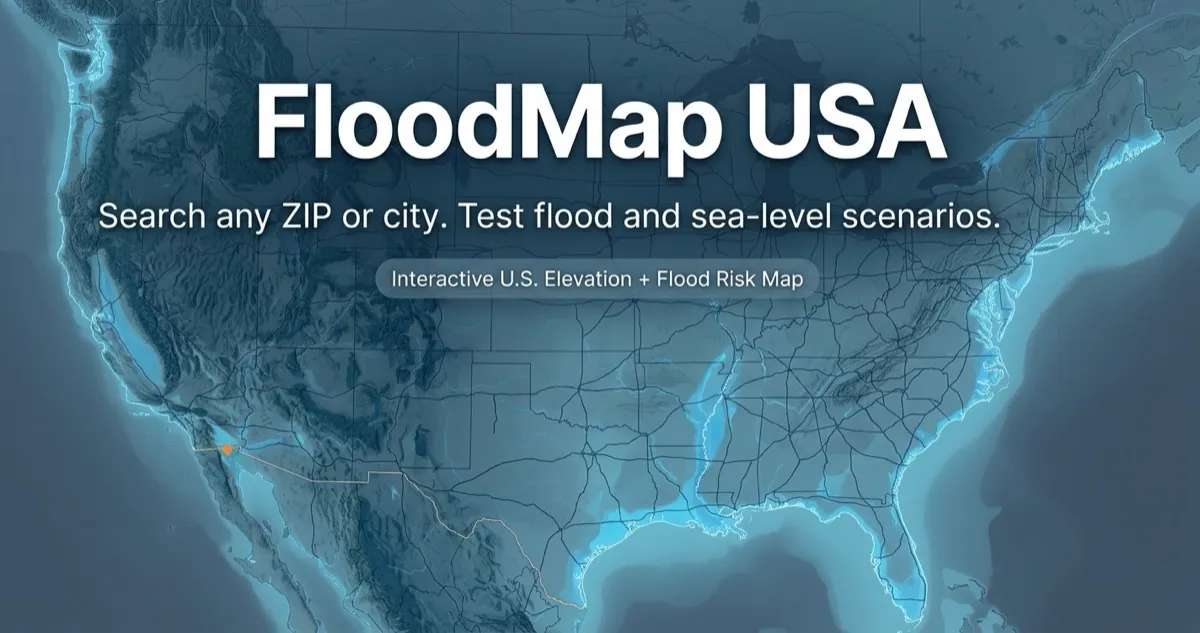 FloodMap USA
Search any ZIP or city. Test flood and sea-level scenarios.
Interactive U.S. Elevation + Flood Risk Map